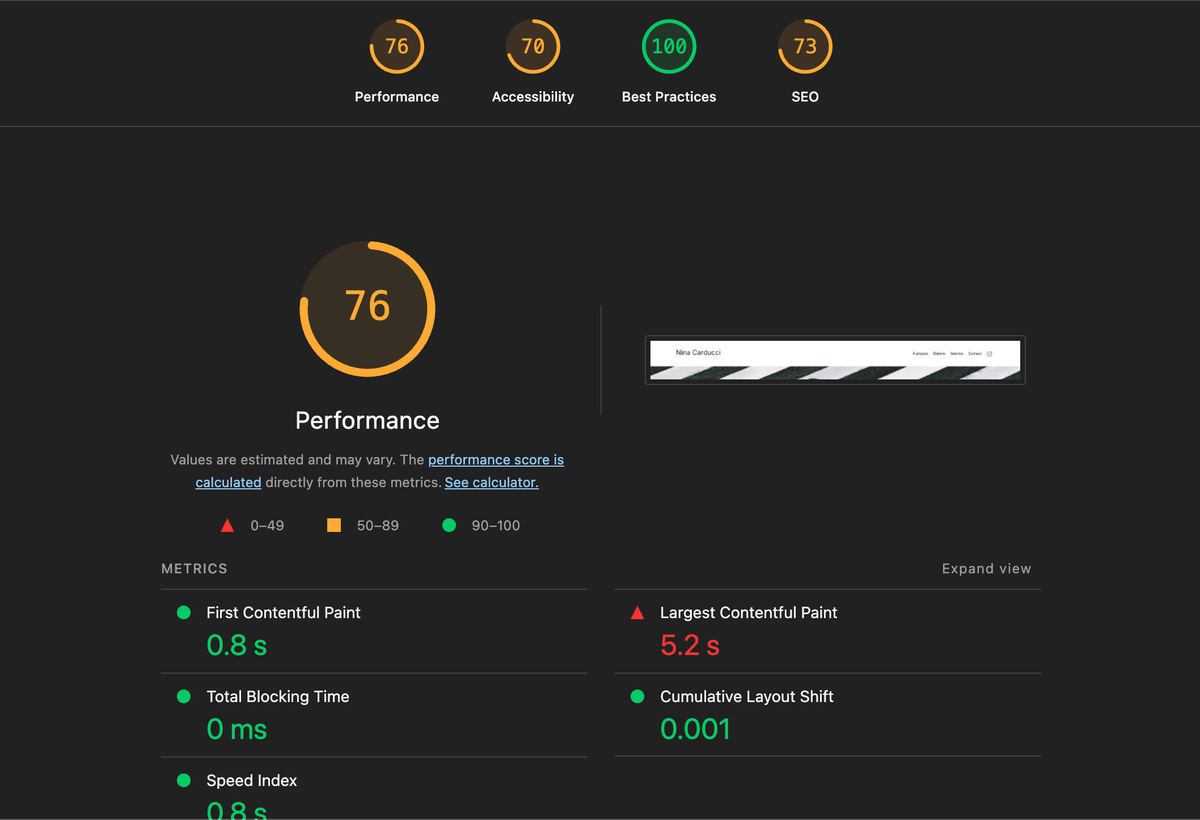 76
70
100
73
Performance
Accessibility
Best Practices
SEO
76
Nina Carducci
À propos
Galerie
Services
Contact
Performance
Values are estimated and may vary. The performance score is
calculated directly from these metrics. See calculator.
0–49
50–89
90–100
METRICS
Expand view
First Contentful Paint
0.8 s
Largest Contentful Paint
5.2 s
Total Blocking Time
0 ms
Cumulative Layout Shift
0.001
Speed Index
0.8 s